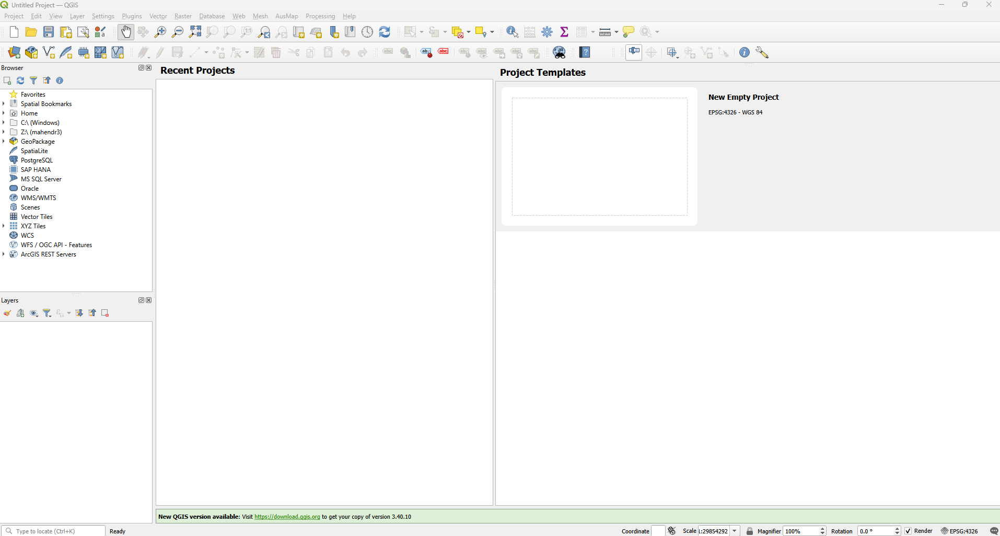 Untitled Project — QGIS
Project Edit View Layer Settings Plugins Vector Raster Database Web Mesh AusMap Processing Help
Browser
Favorites
Spatial Bookmarks
Home
C:\ (Windows)
Z:\ (mahendr3)
GeoPackage
SpatiaLite
PostgreSQL
SAP HANA
MS SQL Server
Oracle
WMS/WMTS
Scenes
Vector Tiles
XYZ Tiles
WCS
WFS / OGC API - Features
ArcGIS REST Servers
Layers
Recent Projects
Project Templates
New Empty Project
EPSG:4326 - WGS 84
New QGIS version available: Visit https://download.qgis.org to get your copy of version 3.40.10
Type to locate (Ctrl+K) Ready Coordinate Scale 1:29854292 Magnifier 100% Rotation 0.0 ° Render EPSG:4326